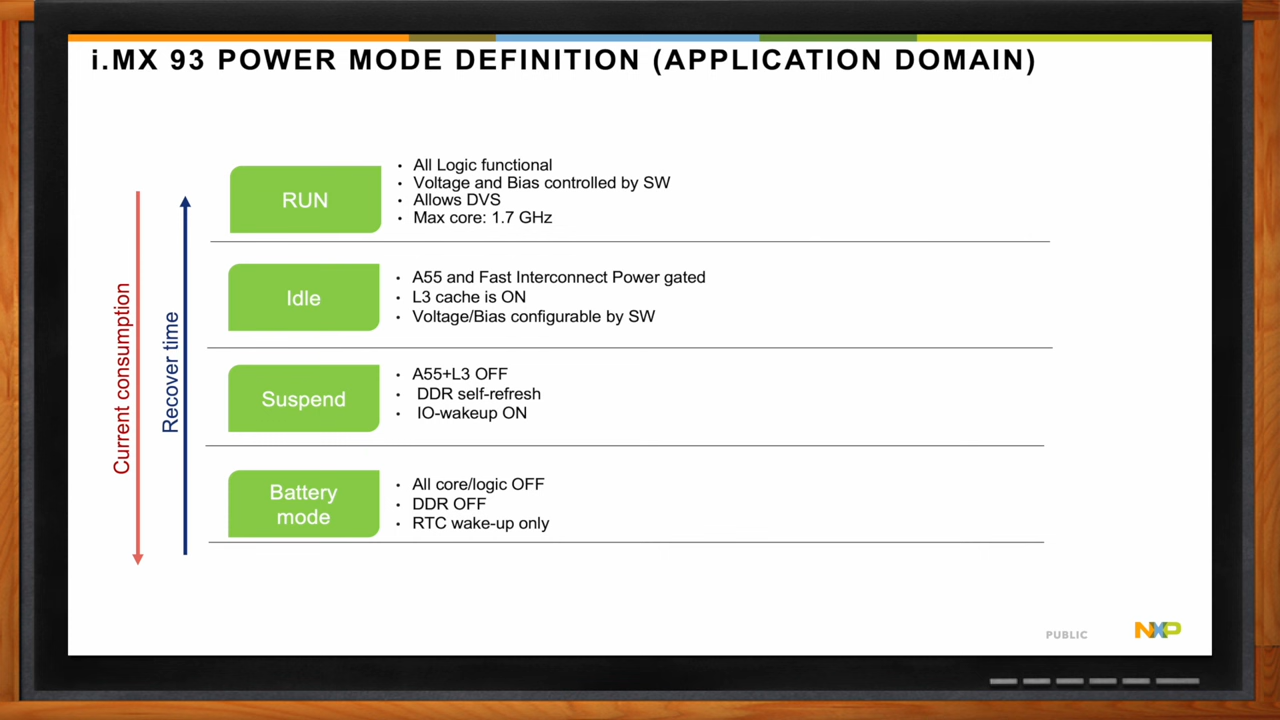 i.MX 93 POWER MODE DEFINITION (APPLICATION DOMAIN)
Current consumption
Recover time
RUN
• All Logic functional
• Voltage and Bias controlled by SW
• Allows DVS
• Max core: 1.7 GHz
Idle
• A55 and Fast Interconnect Power gated
• L3 cache is ON
• Voltage/Bias configurable by SW
Suspend
• A55+L3 OFF
• DDR self-refresh
• IO-wakeup ON
Battery
mode
• All core/logic OFF
• DDR OFF
• RTC wake-up only
PUBLIC
NXP